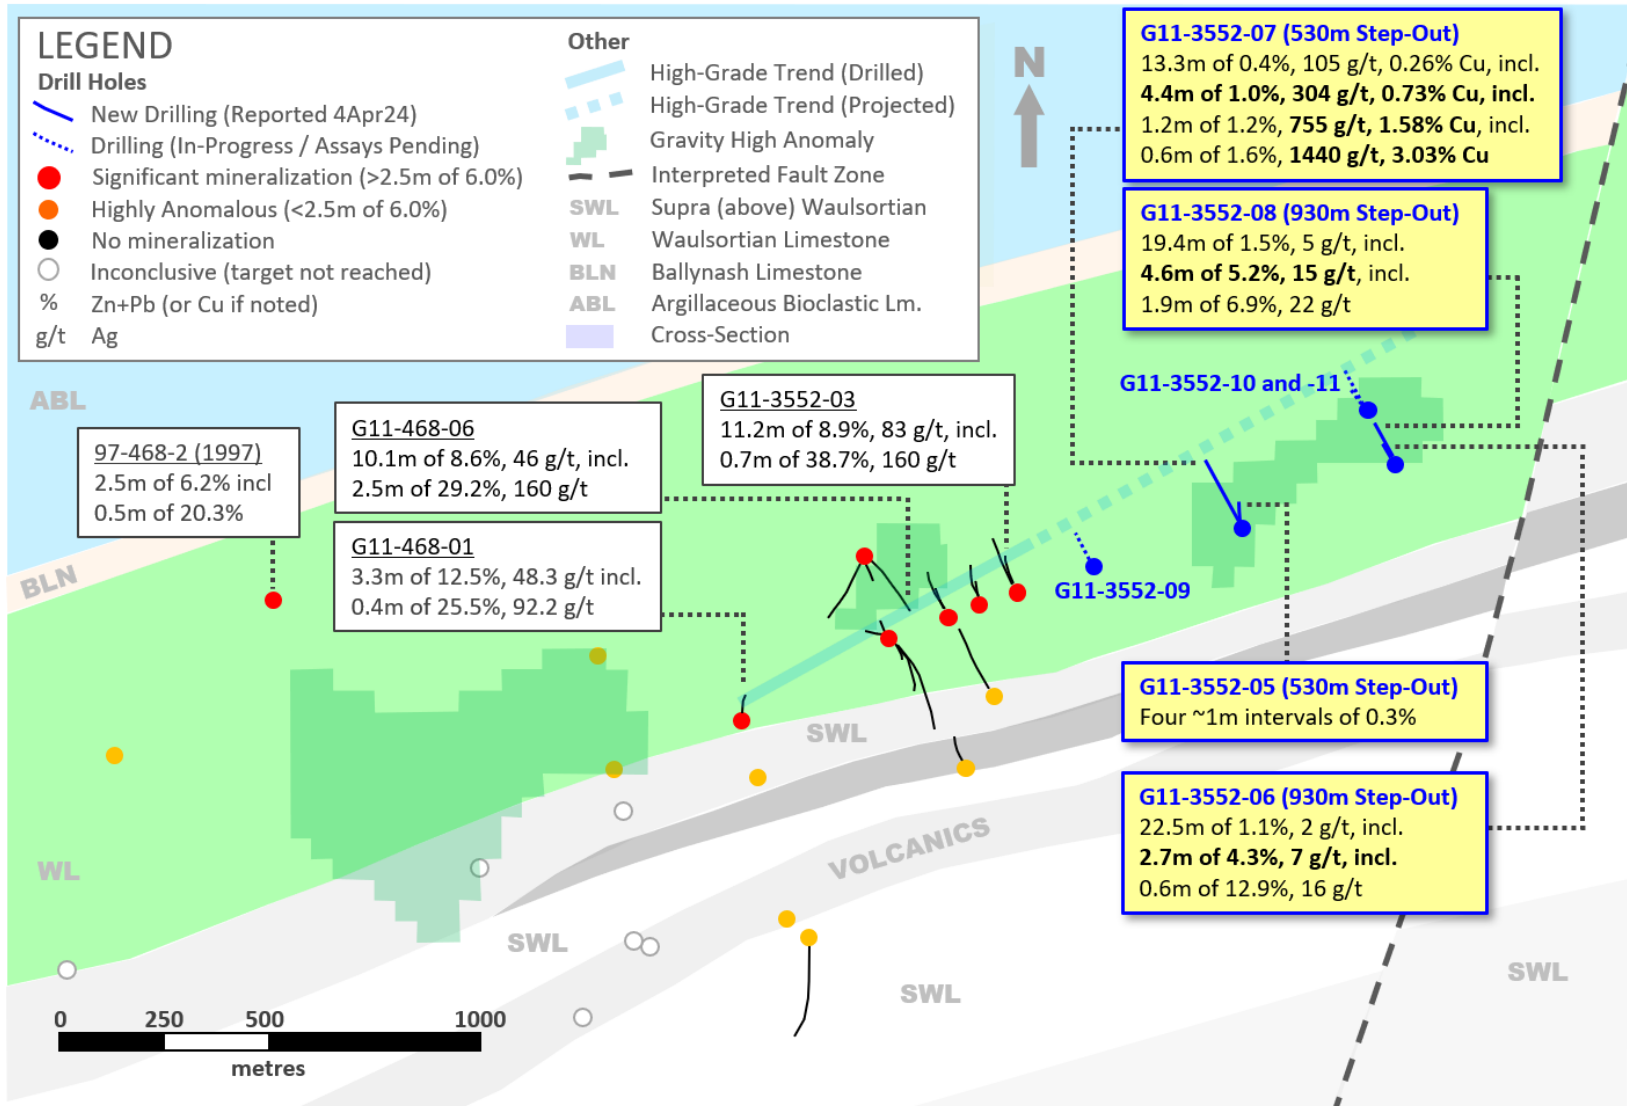 LEGEND
Drill Holes
New Drilling (Reported 4Apr24)
Drilling (In-Progress / Assays Pending)
Significant mineralization (>2.5m of 6.0%)
Highly Anomalous (<2.5m of 6.0%)
No mineralization
Inconclusive (target not reached)
% Zn+Pb (or Cu if noted)
g/t Ag
Other
High-Grade Trend (Drilled)
High-Grade Trend (Projected)
Gravity High Anomaly
Interpreted Fault Zone
SWL Supra (above) Waulsortian
WL Waulsortian Limestone
BLN Ballynash Limestone
ABL Argillaceous Bioclastic Lm.
Cross-Section
N
G11-3552-07 (530m Step-Out)
13.3m of 0.4%, 105 g/t, 0.26% Cu, incl.
4.4m of 1.0%, 304 g/t, 0.73% Cu, incl.
1.2m of 1.2%, 755 g/t, 1.58% Cu, incl.
0.6m of 1.6%, 1440 g/t, 3.03% Cu
G11-3552-08 (930m Step-Out)
19.4m of 1.5%, 5 g/t, incl.
4.6m of 5.2%, 15 g/t, incl.
1.9m of 6.9%, 22 g/t
G11-3552-10 and -11
ABL
97-468-2 (1997)
2.5m of 6.2% incl
0.5m of 20.3%
G11-468-06
10.1m of 8.6%, 46 g/t, incl.
2.5m of 29.2%, 160 g/t
G11-3552-03
11.2m of 8.9%, 83 g/t, incl.
0.7m of 38.7%, 160 g/t
G11-468-01
3.3m of 12.5%, 48.3 g/t incl.
0.4m of 25.5%, 92.2 g/t
BLN
G11-3552-09
G11-3552-05 (530m Step-Out)
Four ~1m intervals of 0.3%
SWL
G11-3552-06 (930m Step-Out)
22.5m of 1.1%, 2 g/t, incl.
2.7m of 4.3%, 7 g/t, incl.
0.6m of 12.9%, 16 g/t
WL
VOLCANICS
SWL
SWL
SWL
0 250 500 1000
metres